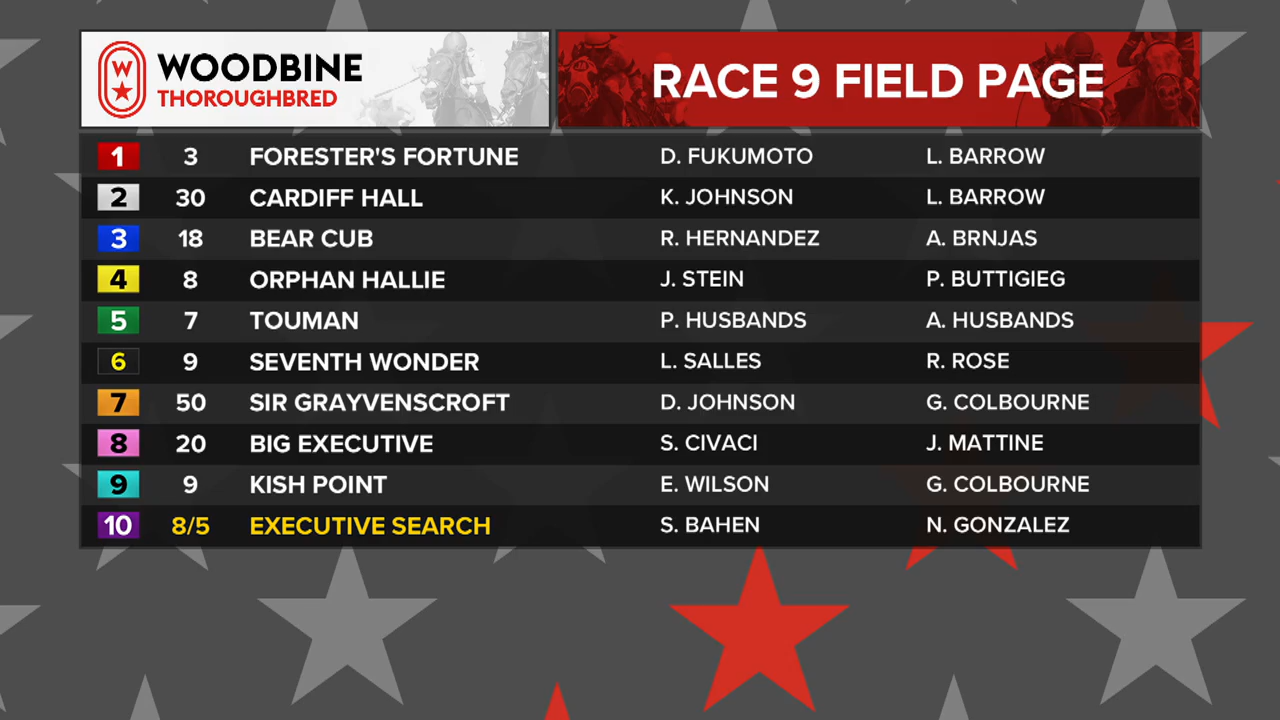 W
WOODBINE
THOROUGHBRED
RACE 9 FIELD PAGE
1 3 FORESTER'S FORTUNE D. FUKUMOTO L. BARROW
2 30 CARDIFF HALL K. JOHNSON L. BARROW
3 18 BEAR CUB R. HERNANDEZ A. BRNJAS
4 8 ORPHAN HALLIE J. STEIN P. BUTTIGIEG
5 7 TOUMAN P. HUSBANDS A. HUSBANDS
6 9 SEVENTH WONDER L. SALLES R. ROSE
7 50 SIR GRAYVENSCROFT D. JOHNSON G. COLBOURNE
8 20 BIG EXECUTIVE S. CIVACI J. MATTINE
9 9 KISH POINT E. WILSON G. COLBOURNE
10 8/5 EXECUTIVE SEARCH S. BAHEN N. GONZALEZ